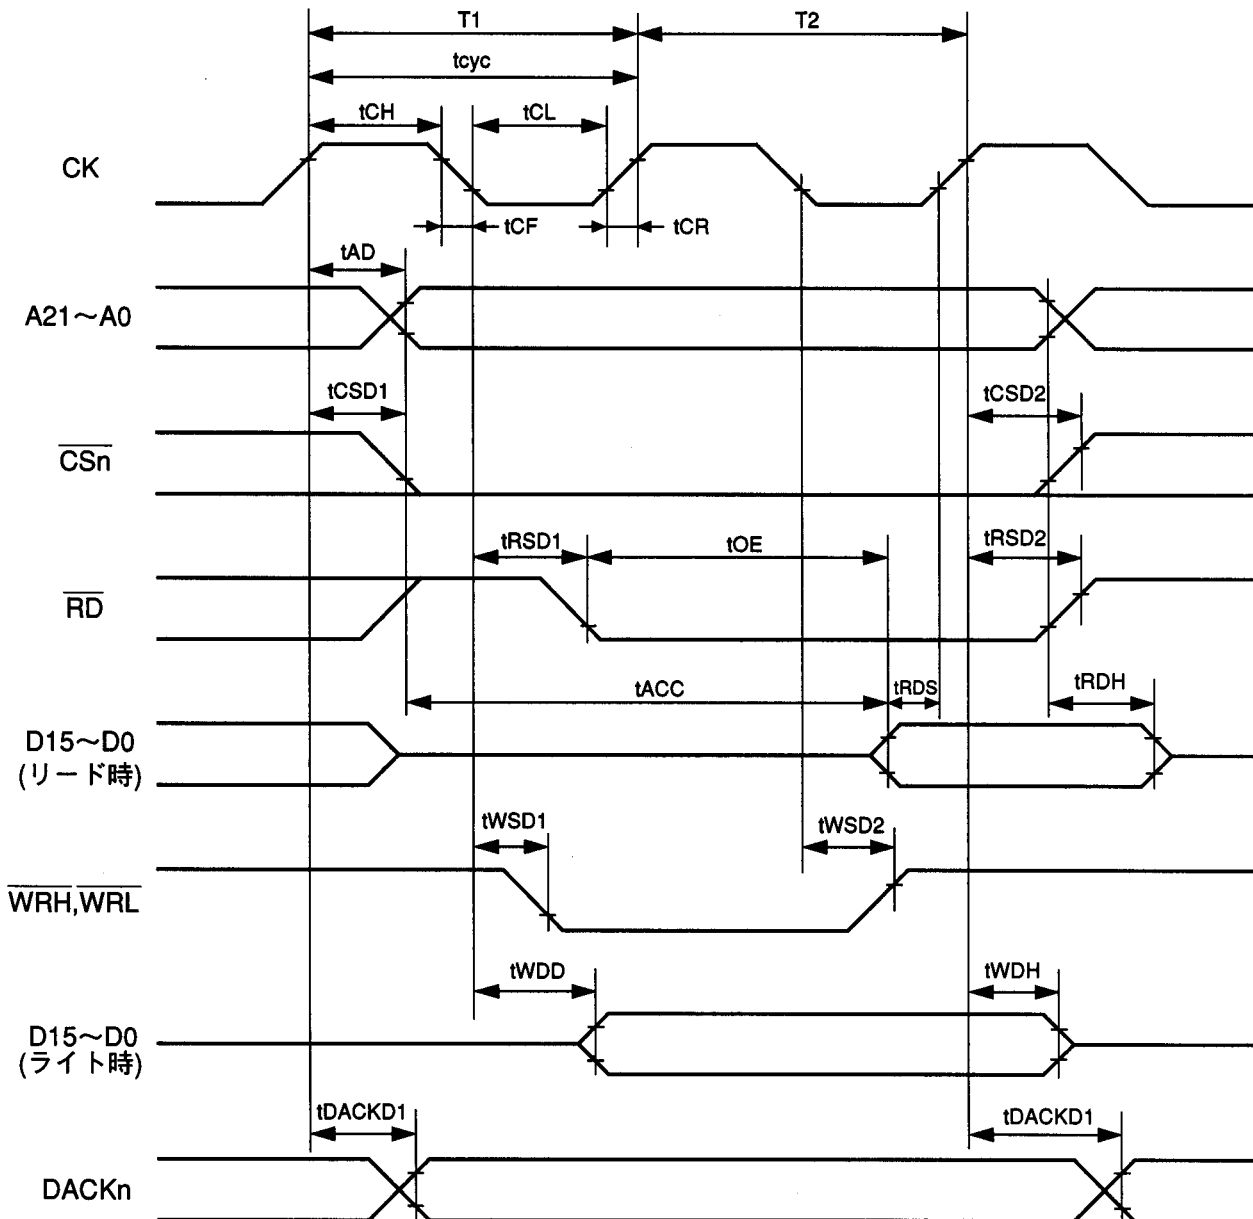 T1 T2
tcyc
tCH tCL
CK
tCF tCR
tAD
A21～A0
tCSD1 tCSD2
CSn
tRSD1 tOE tRSD2
RD
tACC tRDS tRDH
D15～D0
(リード時)
tWSD1 tWSD2
WRH,WRL
tWDD tWDH
D15～D0
(ライト時)
tDACKD1 tDACKD1
DACKn